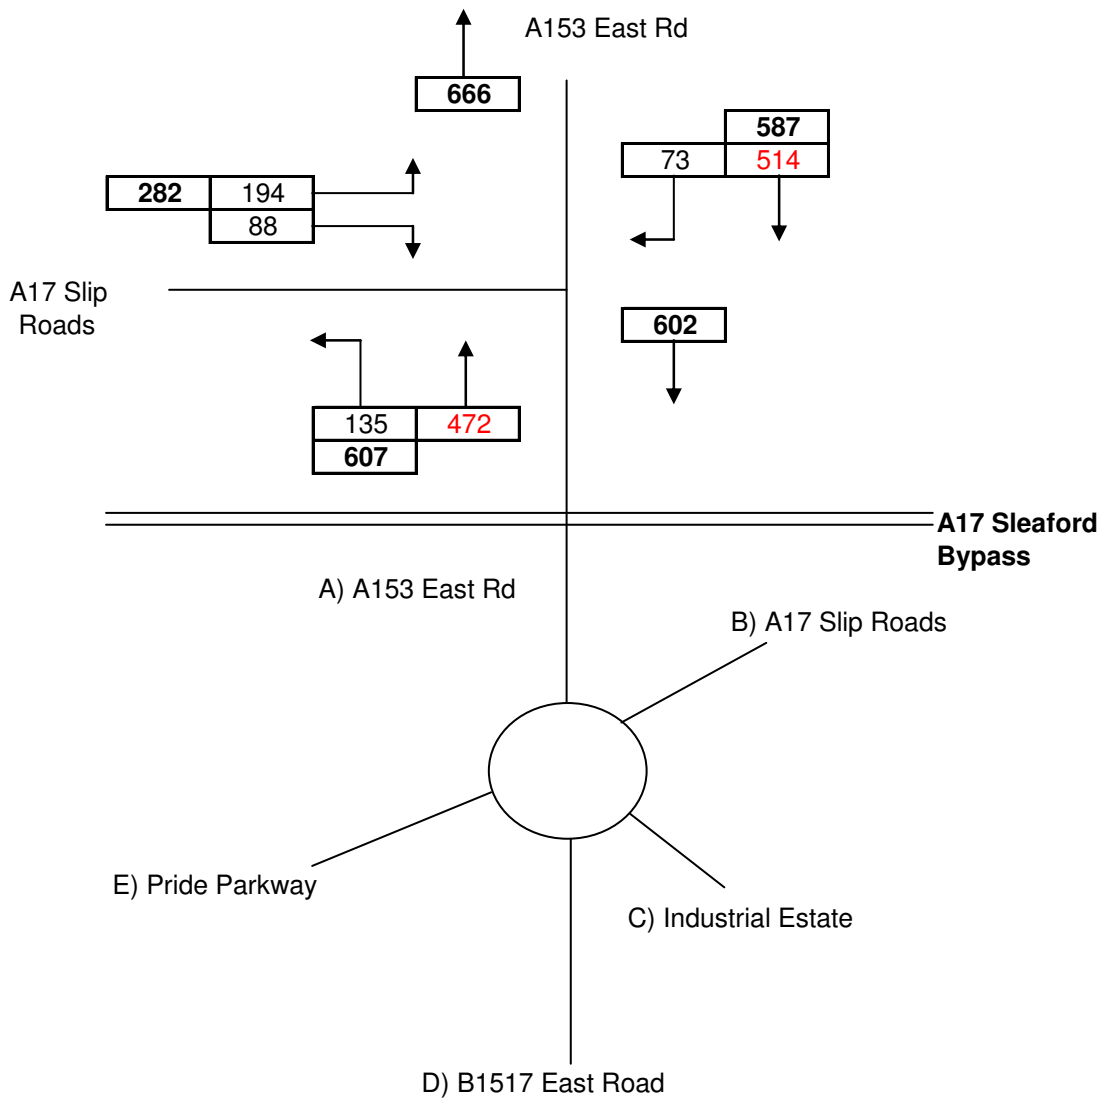 A153 East Rd
666
587
73 514
282 194
88
A17 Slip
Roads
602
135 472
607
A17 Sleaford
Bypass
A) A153 East Rd
B) A17 Slip Roads
E) Pride Parkway
C) Industrial Estate
D) B1517 East Road